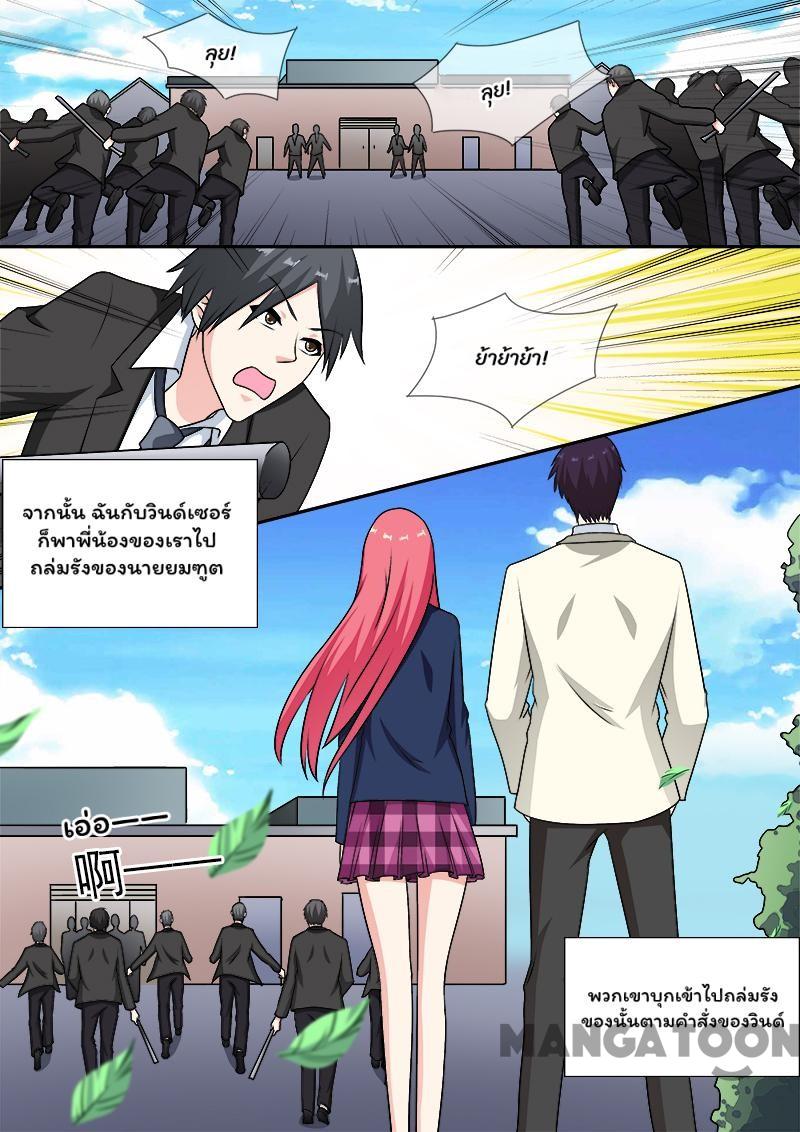 ลุย!
ลุย!
ย้าย้าย้า!
จากนั้น ฉันกับวินด์เซอร์
ก็พาพี่น้องของเราไป
ถล่มรังของนายยมฑูต
เอ่อ——
啊——
พวกเขาบุกเข้าไปถล่มรัง
ของนั้นตามคำสั่งของวินด์
MANGATOON